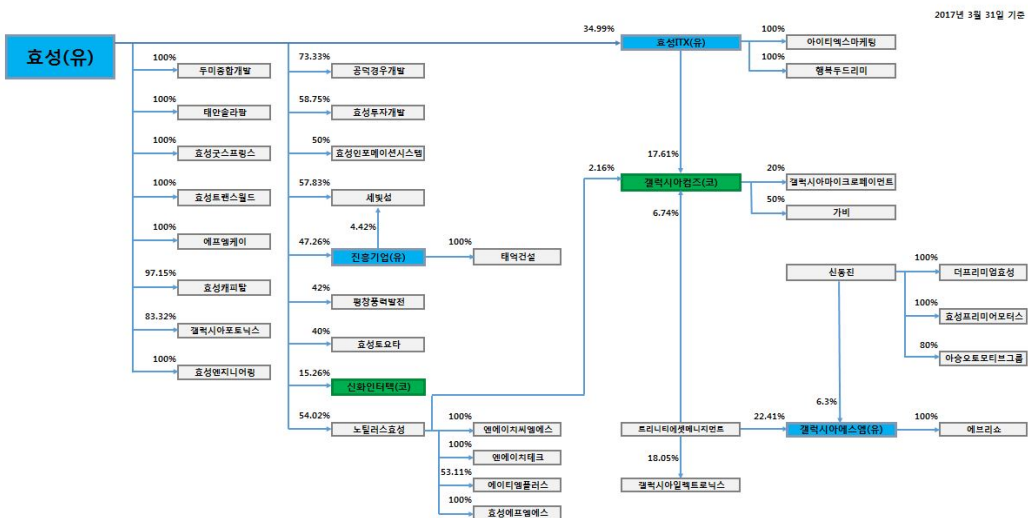 2017년 3월 31일 기준
효성(유)
34.99%
효성ITX(유)
100%
아이티엑스마케팅
100%
행복두드리미
100%
두미종합개발
100%
태안솔라팜
100%
효성굿스프링스
100%
효성트랜스월드
100%
에프엠케이
97.15%
효성캐피탈
83.32%
갤럭시아포토닉스
100%
효성엔지니어링
73.33%
공덕경우개발
58.75%
효성투자개발
50%
효성인포메이션시스템
57.83%
세빛섬
4.42%
47.26%
진흥기업(유)
100%
태억건설
42%
평창풍력발전
40%
효성토요타
15.26%
신화인터텍(코)
54.02%
노틸러스효성
100%
엔에이치씨엠에스
100%
엔에이치테크
53.11%
에이티엠플러스
100%
효성에프엠에스
17.61%
2.16%
갤럭시아컴즈(코)
6.74%
20%
갤럭시아마이크로페이먼트
50%
가비
신동진
100%
더프리미엄효성
100%
효성프리미어모터스
80%
아승오토모티브그룹
6.3%
트리니티에셋매니지먼트
22.41%
갤럭시아에스엠(유)
100%
에브리쇼
18.05%
갤럭시아일렉트로닉스